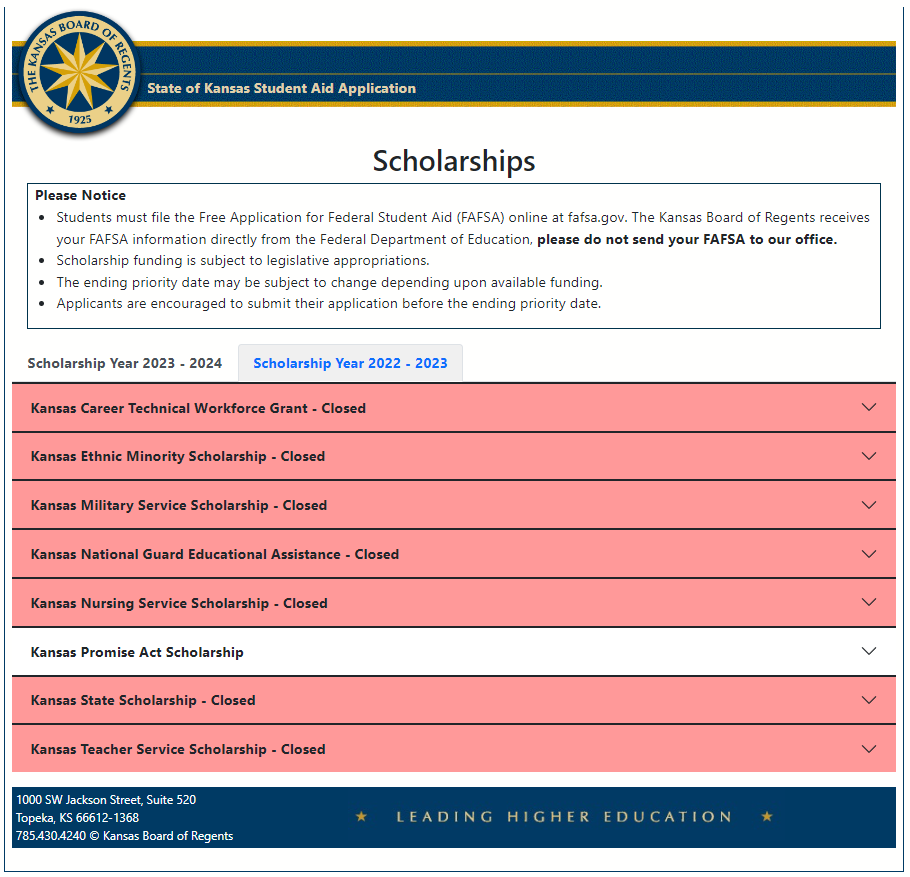 THE KANSAS BOARD OF REGENTS
1925
State of Kansas Student Aid Application
Scholarships
Please Notice
Students must file the Free Application for Federal Student Aid (FAFSA) online at fafsa.gov. The Kansas Board of Regents receives
your FAFSA information directly from the Federal Department of Education, please do not send your FAFSA to our office.
Scholarship funding is subject to legislative appropriations.
The ending priority date may be subject to change depending upon available funding.
Applicants are encouraged to submit their application before the ending priority date.
Scholarship Year 2023 - 2024 Scholarship Year 2022 - 2023
Kansas Career Technical Workforce Grant - Closed
Kansas Ethnic Minority Scholarship - Closed
Kansas Military Service Scholarship - Closed
Kansas National Guard Educational Assistance - Closed
Kansas Nursing Service Scholarship - Closed
Kansas Promise Act Scholarship
Kansas State Scholarship - Closed
Kansas Teacher Service Scholarship - Closed
1000 SW Jackson Street, Suite 520
Topeka, KS 66612-1368
785.430.4240 © Kansas Board of Regents
LEADING HIGHER EDUCATION